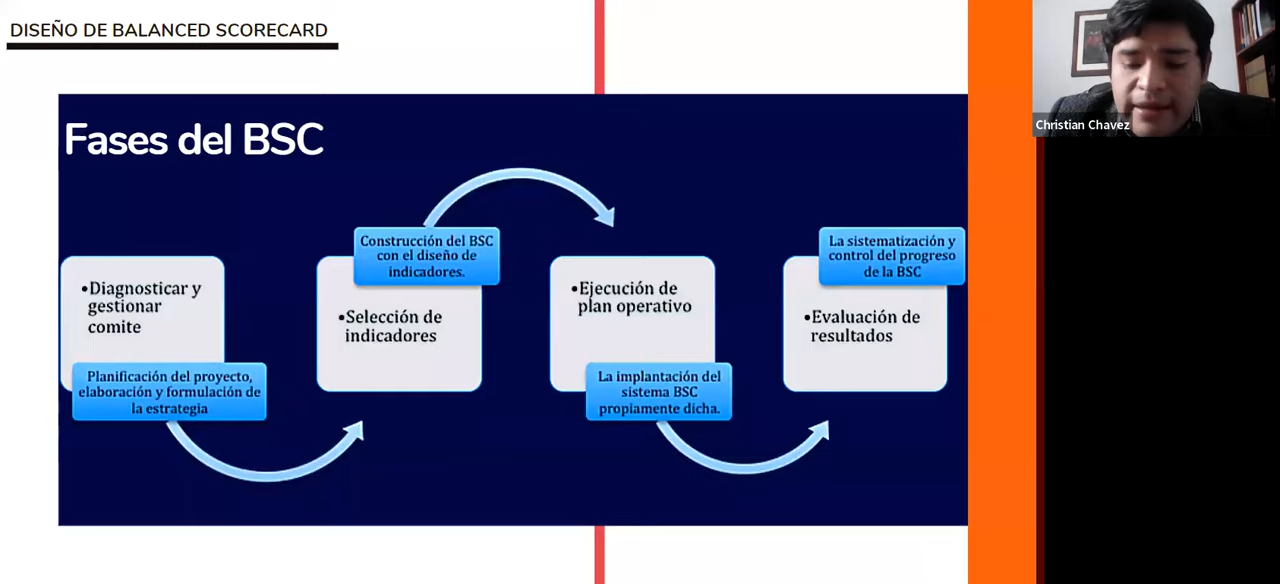 DISEÑO DE BALANCED SCORECARD
Christian Chavez
Fases del BSC
•Diagnosticar y
gestionar
comite
Planificación del proyecto,
elaboración y formulación de
la estrategia
Construcción del BSC
con el diseño de
indicadores.
•Selección de
indicadores
•Ejecución de
plan operativo
La implantación del
sistema BSC
propiamente dicha.
La sistematización y
control del progreso
de la BSC
•Evaluación de
resultados